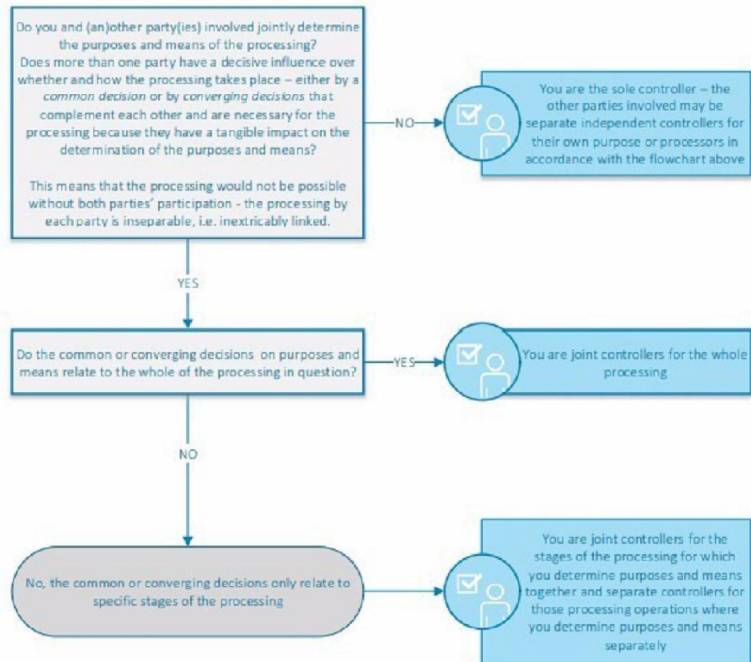 Do you and (an)other party(ies) involved jointly determine
the purposes and means of the processing?
Does more than one party have a decisive influence over
whether and how the processing takes place – either by a
common decision or by converging decisions that
complement each other and are necessary for the
processing because they have a tangible impact on the
determination of the purposes and means?
This means that the processing would not be possible
without both parties' participation - the processing by
each party is inseparable, i.e. inextricably linked.
NO
You are the sole controller – the
other parties involved may be
separate independent controllers for
their own purpose or processors in
accordance with the flowchart above
YES
Do the common or converging decisions on purposes and
means relate to the whole of the processing in question?
YES
You are joint controllers for the whole
processing
NO
No, the common or converging decisions only relate to
specific stages of the processing
You are joint controllers for the
stages of the processing for which
you determine purposes and means
together and separate controllers for
those processing operations where
you determine purposes and means
separately